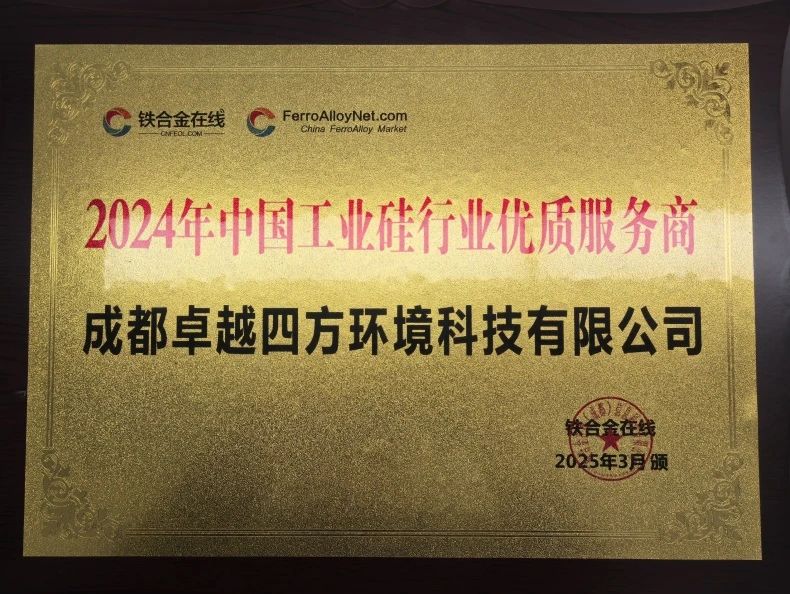 铁合金在线 FerroAlloyNet.com
CNFEOL.COM China FerroAlloy Market
2024年中国工业硅行业优质服务商
成都卓越四方环境科技有限公司
铁合金在线
2025年3月 颁